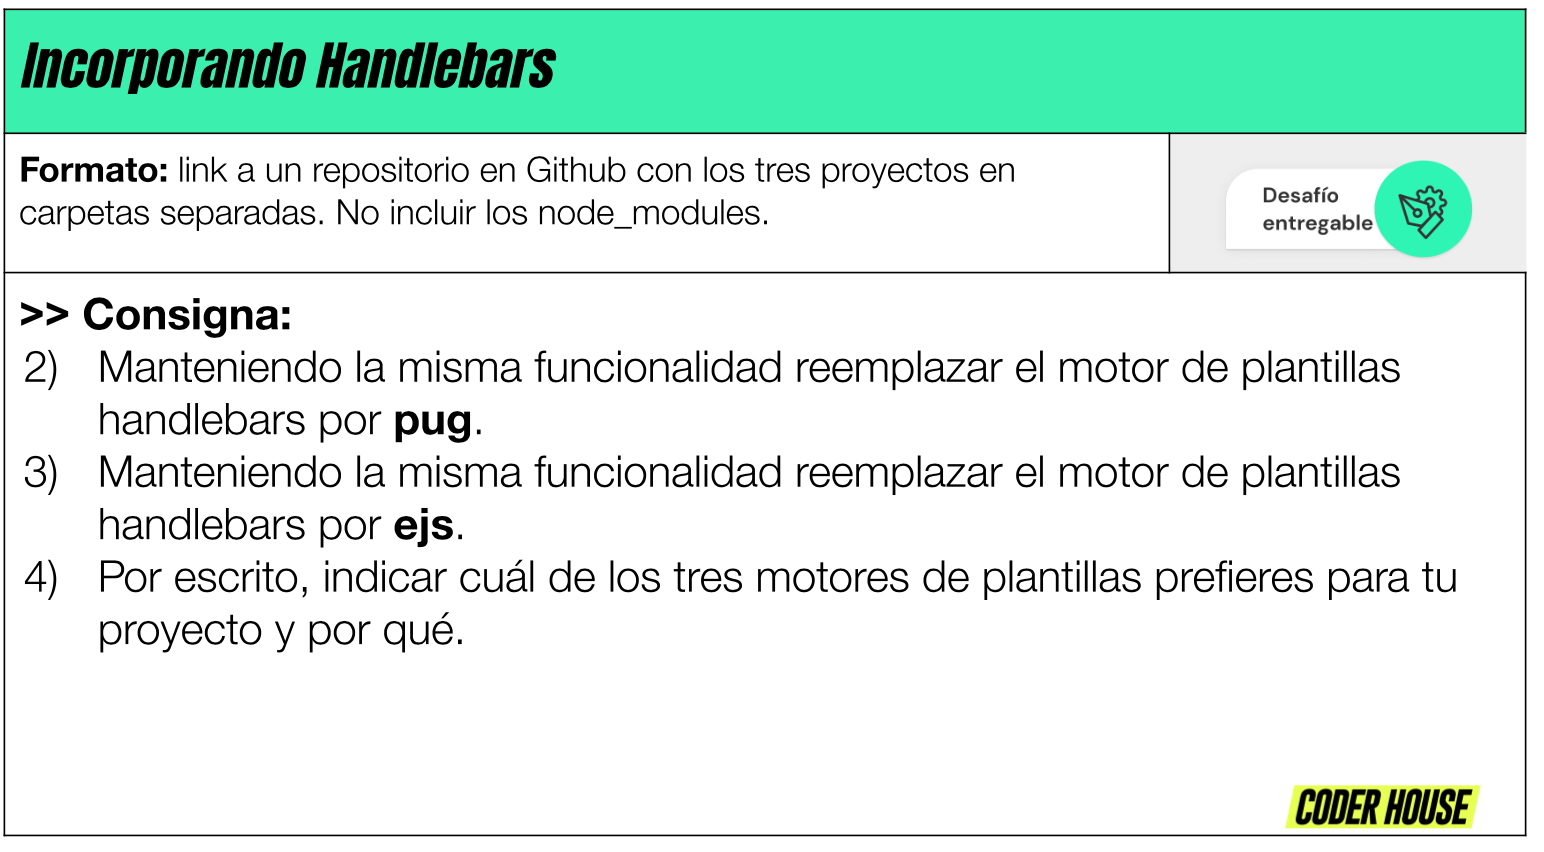 Incorporando Handlebars
Formato: link a un repositorio en Github con los tres proyectos en
carpetas separadas. No incluir los node_modules.
Desafío
entregable
>> Consigna:
2) Manteniendo la misma funcionalidad reemplazar el motor de plantillas
handlebars por pug.
3) Manteniendo la misma funcionalidad reemplazar el motor de plantillas
handlebars por ejs.
4) Por escrito, indicar cuál de los tres motores de plantillas prefieres para tu
proyecto y por qué.
CODER HOUSE